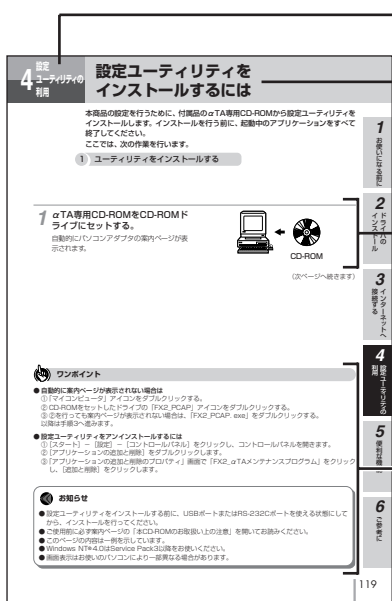 4 設定
ユーティリティの
利用
設定ユーティリティを
インストールするには
本商品の設定を行うために、付属品のαTA専用CD-ROMから設定ユーティリティを
インストールします。インストールを行う前に、起動中のアプリケーションをすべて
終了してください。
ここでは、次の作業を行います。
1 ユーティリティをインストールする
1 αTA専用CD-ROMをCD-ROMド
ライブにセットする。
自動的にパソコンアダプタの案内ページが表
示されます。
CD-ROM
(次ページへ続きます)
ワンポイント
●自動的に案内ページが表示されない場合は
①[マイコンピュータ]アイコンをダブルクリックする。
②CD-ROMをセットしたドライブの「FX2_PCAP」アイコンをダブルクリックする。
③②を行っても案内ページが表示されない場合は、「FX2_PCAP.exe」をダブルクリックする。
以降は手順3へ進みます。
●設定ユーティリティをアンインストールするには
①[スタート]-[設定]-[コントロールパネル]をクリックし、コントロールパネルを開きます。
②[アプリケーションの追加と削除]をダブルクリックします。
③[アプリケーションの追加と削除のプロパティ]画面で「FX2_αTAメンテナンスプログラム」をクリック
し、[追加と削除]をクリックします。
お知らせ
●設定ユーティリティをインストールする前に、USBポートまたはRS-232Cポートを使える状態にして
から、インストールを行ってください。
●ご使用前に必ず案内ページの「本CD-ROMのお取扱い上の注意」を開いてお読みください。
●このページの内容は一例を示しています。
●Windows NT®4.0はService Pack3以降をお使いください。
●画面表示はお使いのパソコンにより一部異なる場合があります。
1 お使いになる前に
2 ドライバの
インストール
3 インターネットへ
接続する
4 設定ユーティリティの
利用
5 便利な機
6 ご参考に
119